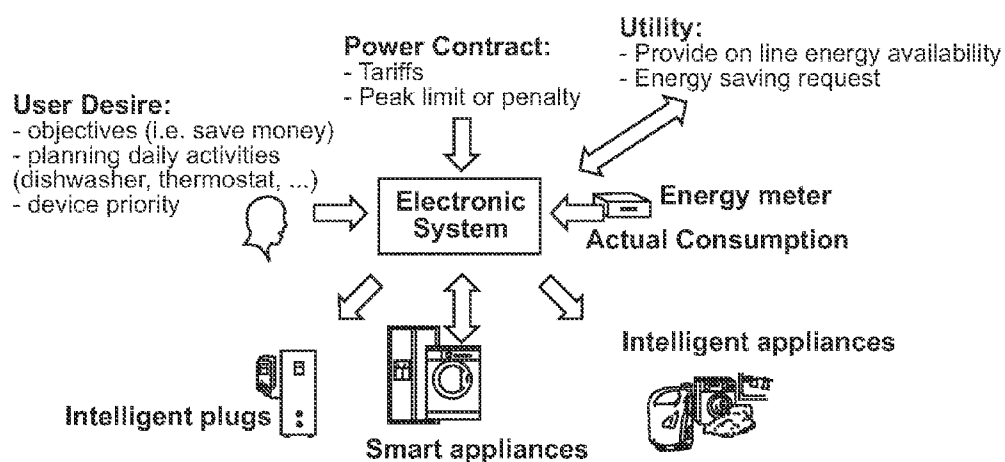 Power Contract:
- Tariffs
- Peak limit or penalty
Utility:
- Provide on line energy availability
- Energy saving request
User Desire:
- objectives (i.e. save money)
- planning daily activities
(dishwasher, thermostat, ...)
- device priority
Electronic
System
Energy meter
Actual Consumption
Intelligent plugs
Smart appliances
Intelligent appliances